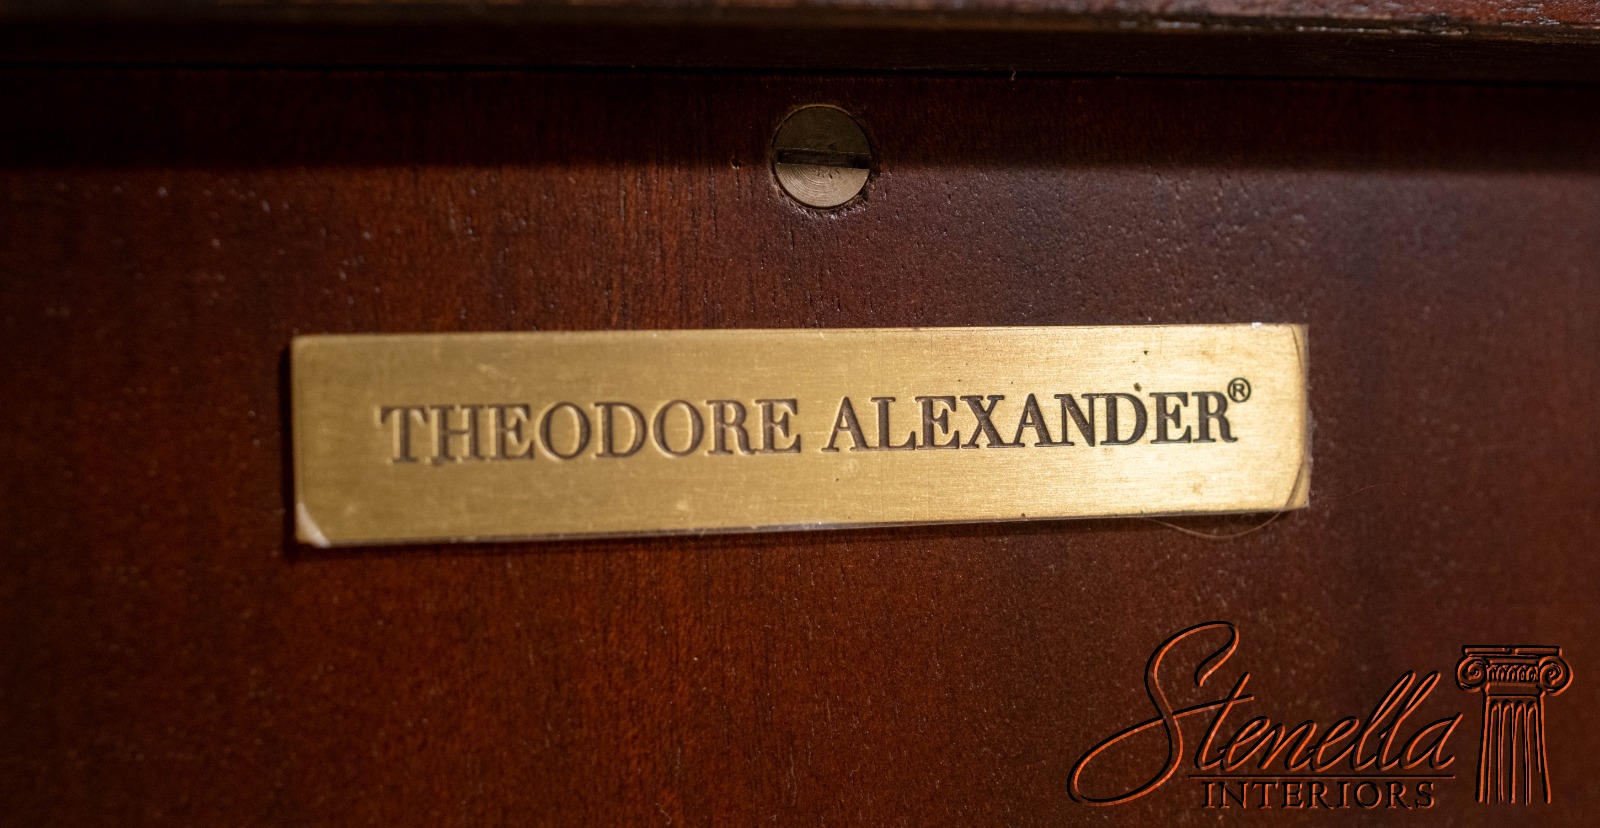 THEODORE ALEXANDER®
Stenella
INTERIORS